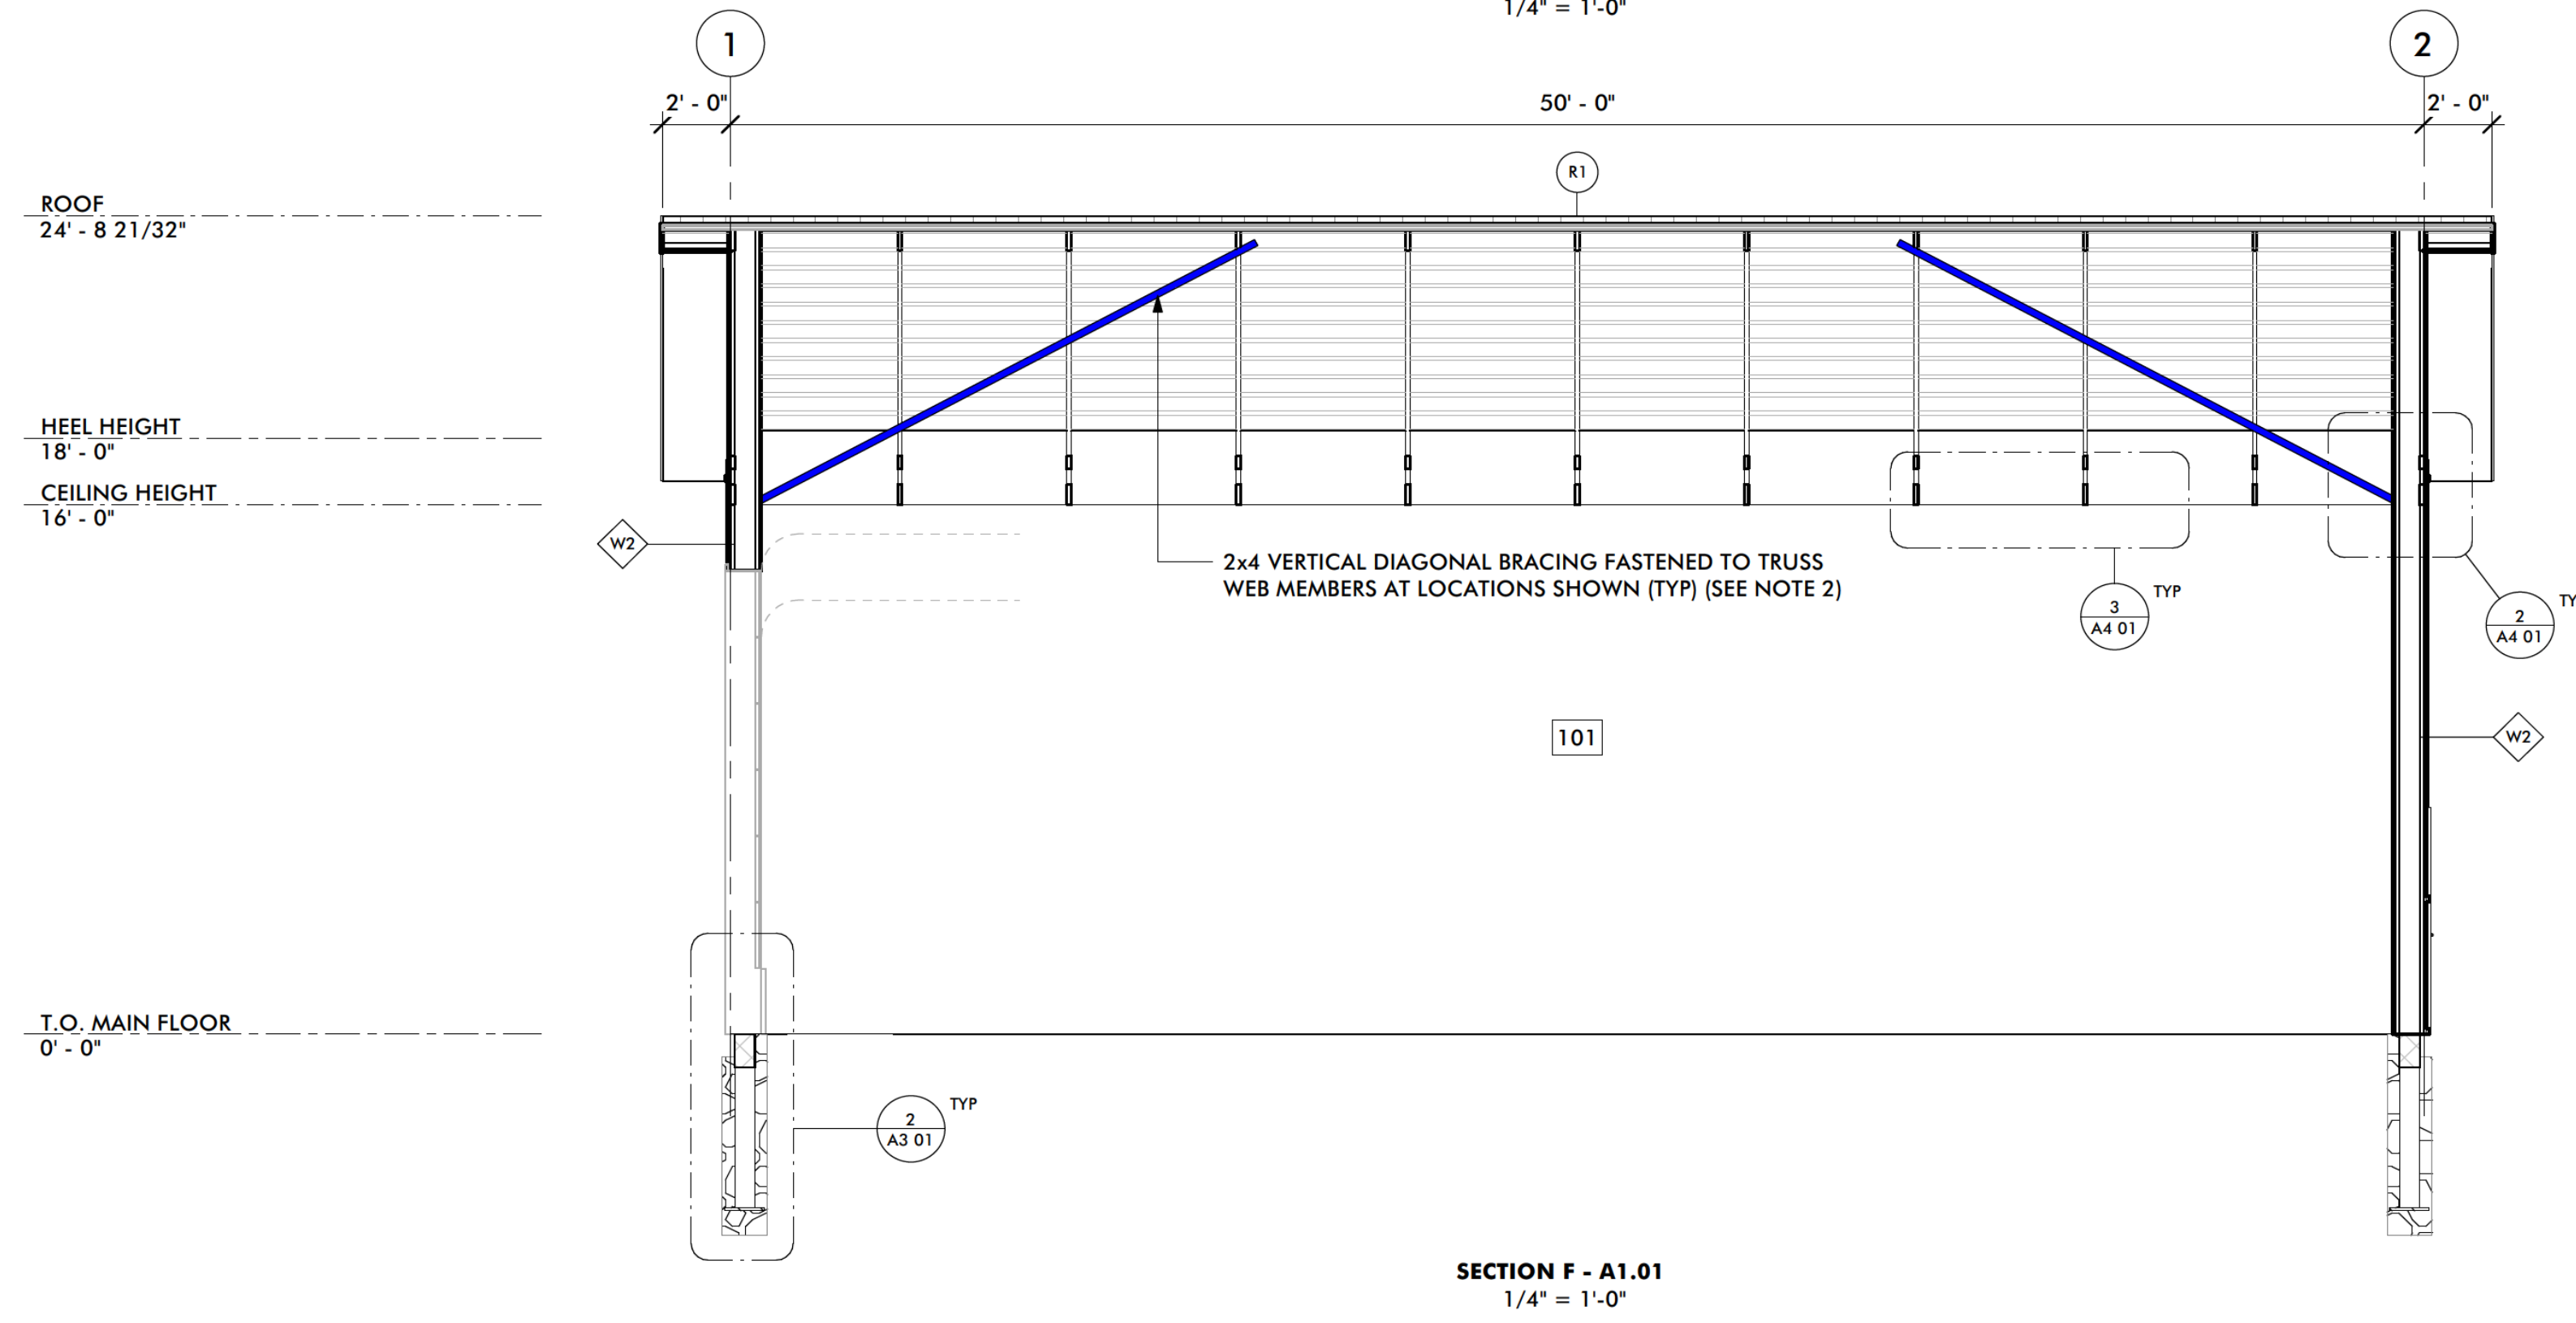 1/4" = 1'-0"
1
2
2' - 0"
50' - 0"
2' - 0"
R1
ROOF
24' - 8 21/32"
HEEL HEIGHT
18' - 0"
CEILING HEIGHT
16' - 0"
W2
2x4 VERTICAL DIAGONAL BRACING FASTENED TO TRUSS
WEB MEMBERS AT LOCATIONS SHOWN (TYP) (SEE NOTE 2)
TYP
3
A4 01
TY
2
A4 01
101
W2
T.O. MAIN FLOOR
0' - 0"
TYP
2
A3 01
SECTION F - A1.01
1/4" = 1'-0"